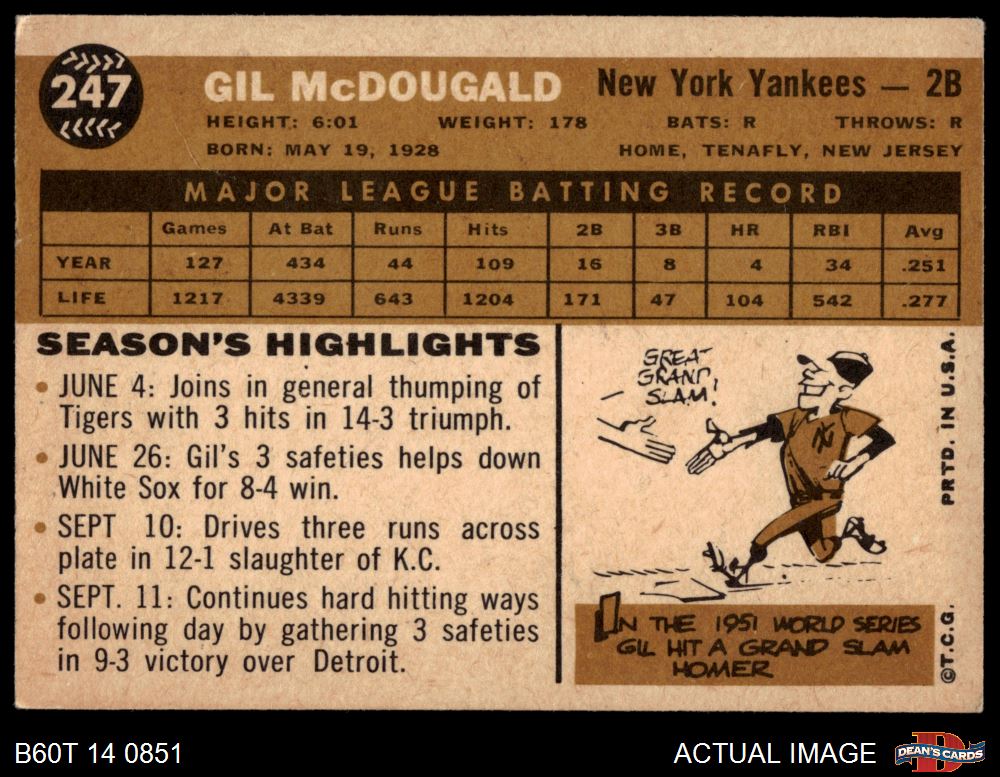 247
GIL McDOUGALD New York Yankees — 2B
HEIGHT: 6:01 WEIGHT: 178 BATS: R THROWS: R
BORN: MAY 19, 1928 HOME, TENAFLY, NEW JERSEY
MAJOR LEAGUE BATTING RECORD
Games At Bat Runs Hits 2B 3B HR RBI Avg
YEAR 127 434 44 109 16 8 4 34 .251
LIFE 1217 4339 643 1204 171 47 104 542 .277
SEASON'S HIGHLIGHTS
• JUNE 4: Joins in general thumping of
Tigers with 3 hits in 14-3 triumph.
• JUNE 26: Gil's 3 safeties helps down
White Sox for 8-4 win.
• SEPT 10: Drives three runs across
plate in 12-1 slaughter of K.C.
• SEPT. 11: Continues hard hitting ways
following day by gathering 3 safeties
in 9-3 victory over Detroit.
GREAT
GRAND
SLAM!
NY
IN THE 1951 WORLD SERIES
GIL HIT A GRAND SLAM
HOMER
©T.C.G. PRTD. IN U.S.A.
B60T 14 0851 ACTUAL IMAGE
D
DEAN'S CARDS